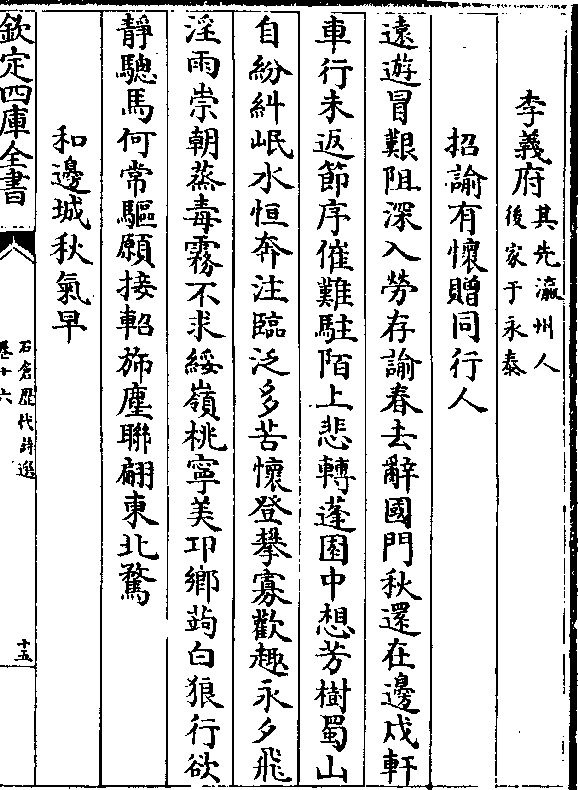 李義府其先瀛州人
後家于永泰
招諭有懷贈同行人
遠遊冒艱阻深入勞存諭春去辭國門秋還在邊戍軒
車行未返節序催難駐陌上悲轉蓬園中想芳樹蜀山
自紛糾岷水恒奔注臨泛多苦懷登攀寡歡趣永夕飛
淫雨崇朝蒸毒霧不求綏嶺桃寧美邛鄉蒟白狼行欲
靜驄馬何常驅願接軺旆塵聯翩東北騖
和邊城秋氣早
欽定四庫全書
石倉歷代詩選
卷十六
十五